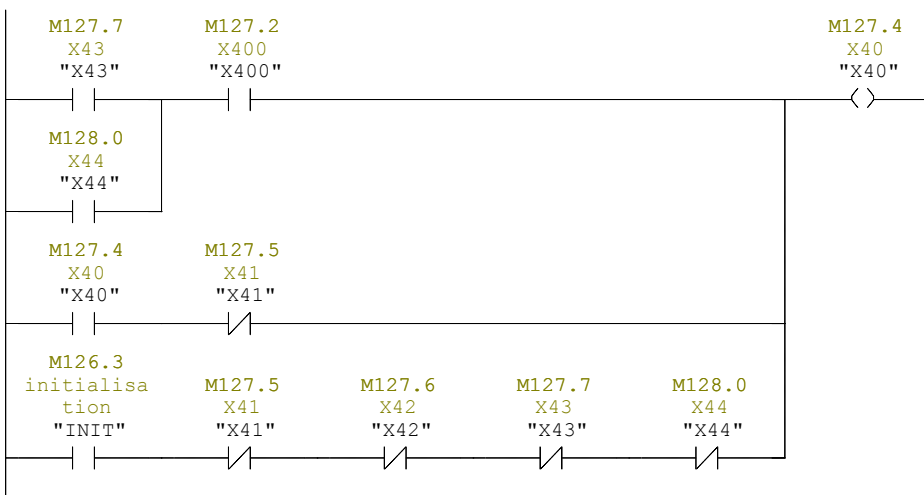 M127.7
X43
"X43"
M127.2
X400
"X400"
M127.4
X40
"X40"
M128.0
X44
"X44"
M127.4
X40
"X40"
M127.5
X41
"X41"
M126.3
initialisa
tion
"INIT"
M127.5
X41
"X41"
M127.6
X42
"X42"
M127.7
X43
"X43"
M128.0
X44
"X44"